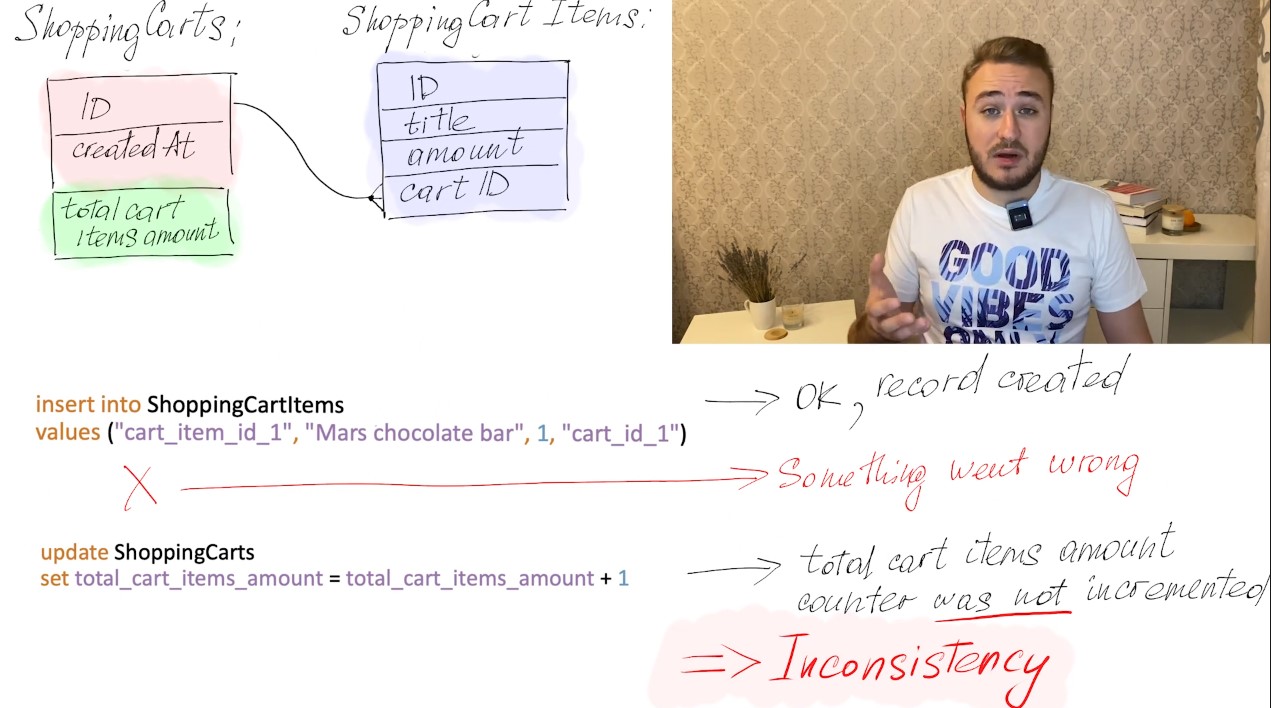 ShoppingCarts:
ShoppingCart Items:
ID
createdAt
total cart
items amount
ID
title
amount
cart ID
GOOD
VIBES
ONLY
insert into ShoppingCartItems
values ("cart_item_id_1", "Mars chocolate bar", 1, "cart_id_1")
→ OK, record created
X → Something went wrong
update ShoppingCarts
set total_cart_items_amount = total_cart_items_amount + 1
→ total cart items amount
counter was not incremented
=> Inconsistency